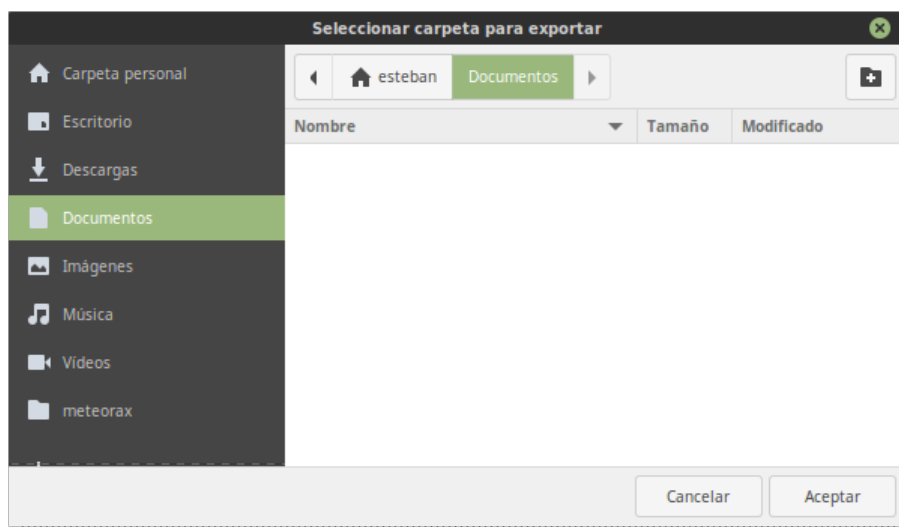 Seleccionar carpeta para exportar
Carpeta personal
Escritorio
Descargas
Documentos
Imágenes
Música
Vídeos
meteorax
esteban Documentos
Nombre Tamaño Modificado
Cancelar Aceptar